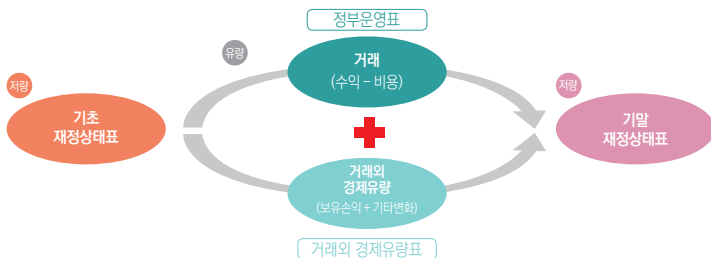 정부운영표
유량
거래
(수익 – 비용)
저량
기초
재정상태표
저량
기말
재정상태표
거래외
경제유량
(보유손익 + 기타변화)
거래외 경제유량표